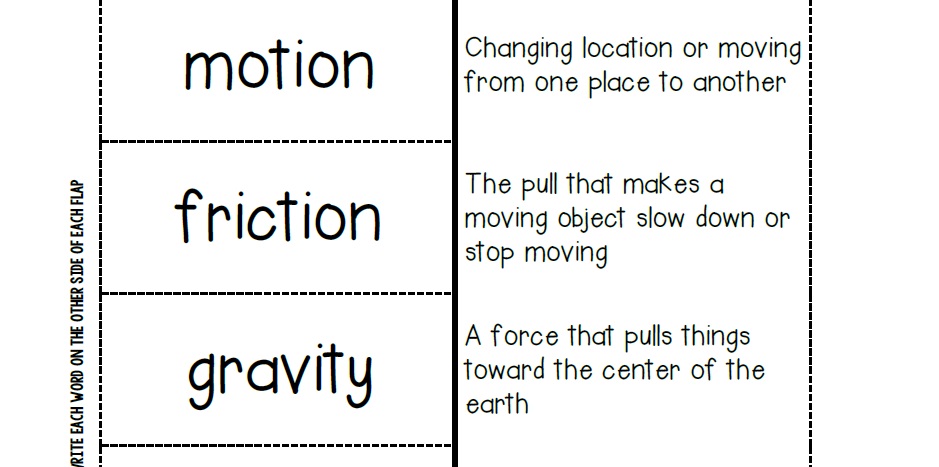 motion
Changing location or moving
from one place to another
friction
The pull that makes a
moving object slow down or
stop moving
gravity
A force that pulls things
toward the center of the
earth
RITE EACH WORD ON THE OTHER SIDE OF EACH FLAP